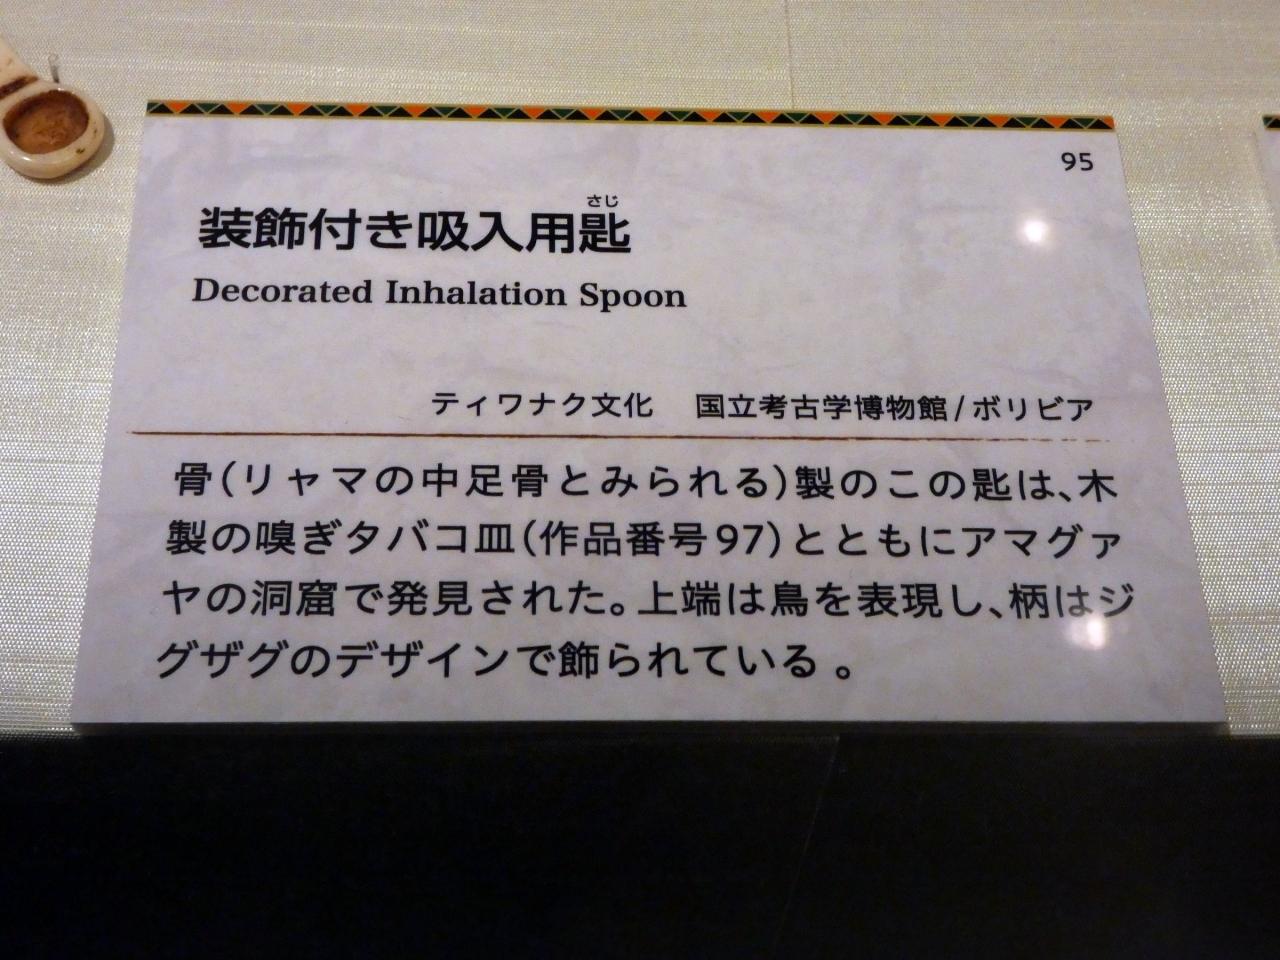 95
さじ
装飾付き吸入用匙
Decorated Inhalation Spoon
ティワナク文化　国立考古学博物館/ボリビア
骨(リャマの中足骨とみられる)製のこの匙は、木
製の嗅ぎタバコ皿(作品番号97)とともにアマグァ
ヤの洞窟で発見された。上端は鳥を表現し、柄はジ
グザグのデザインで飾られている 。